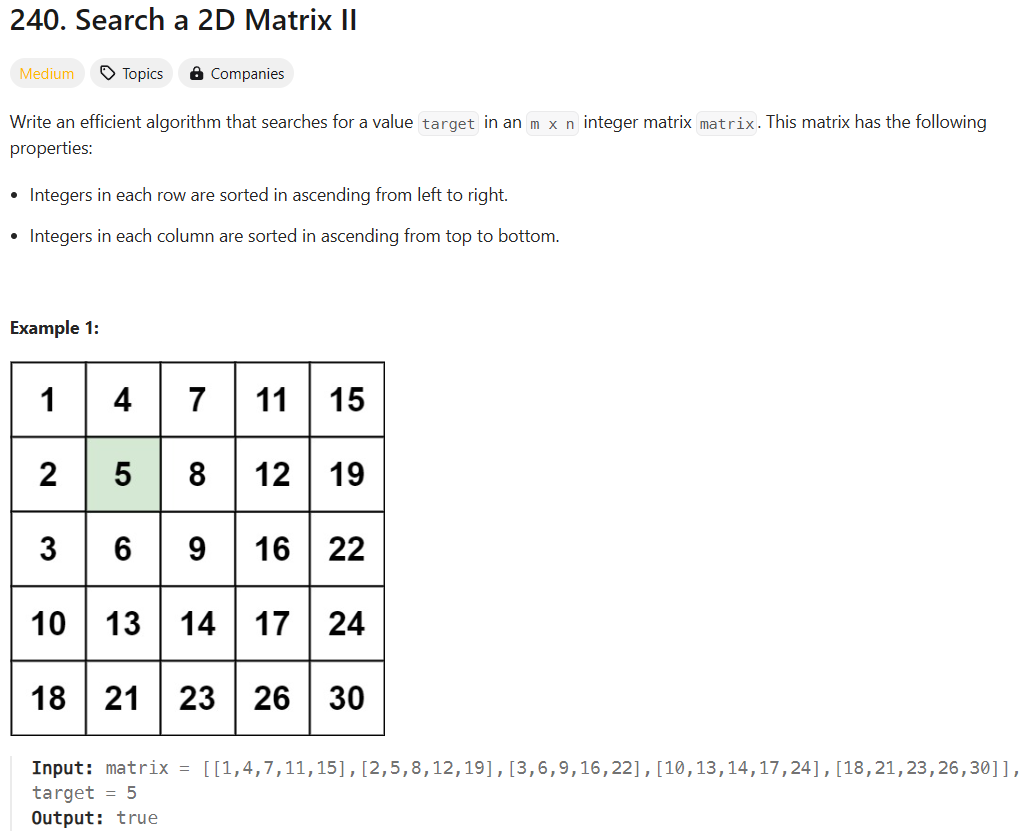 240. Search a 2D Matrix II
Medium Topics Companies
Write an efficient algorithm that searches for a value target in an m x n integer matrix matrix. This matrix has the following
properties:
• Integers in each row are sorted in ascending from left to right.
• Integers in each column are sorted in ascending from top to bottom.
Example 1:
1 4 7 11 15
2 5 8 12 19
3 6 9 16 22
10 13 14 17 24
18 21 23 26 30
Input: matrix = [[1,4,7,11,15],[2,5,8,12,19],[3,6,9,16,22],[10,13,14,17,24],[18,21,23,26,30]],
target = 5
Output: true